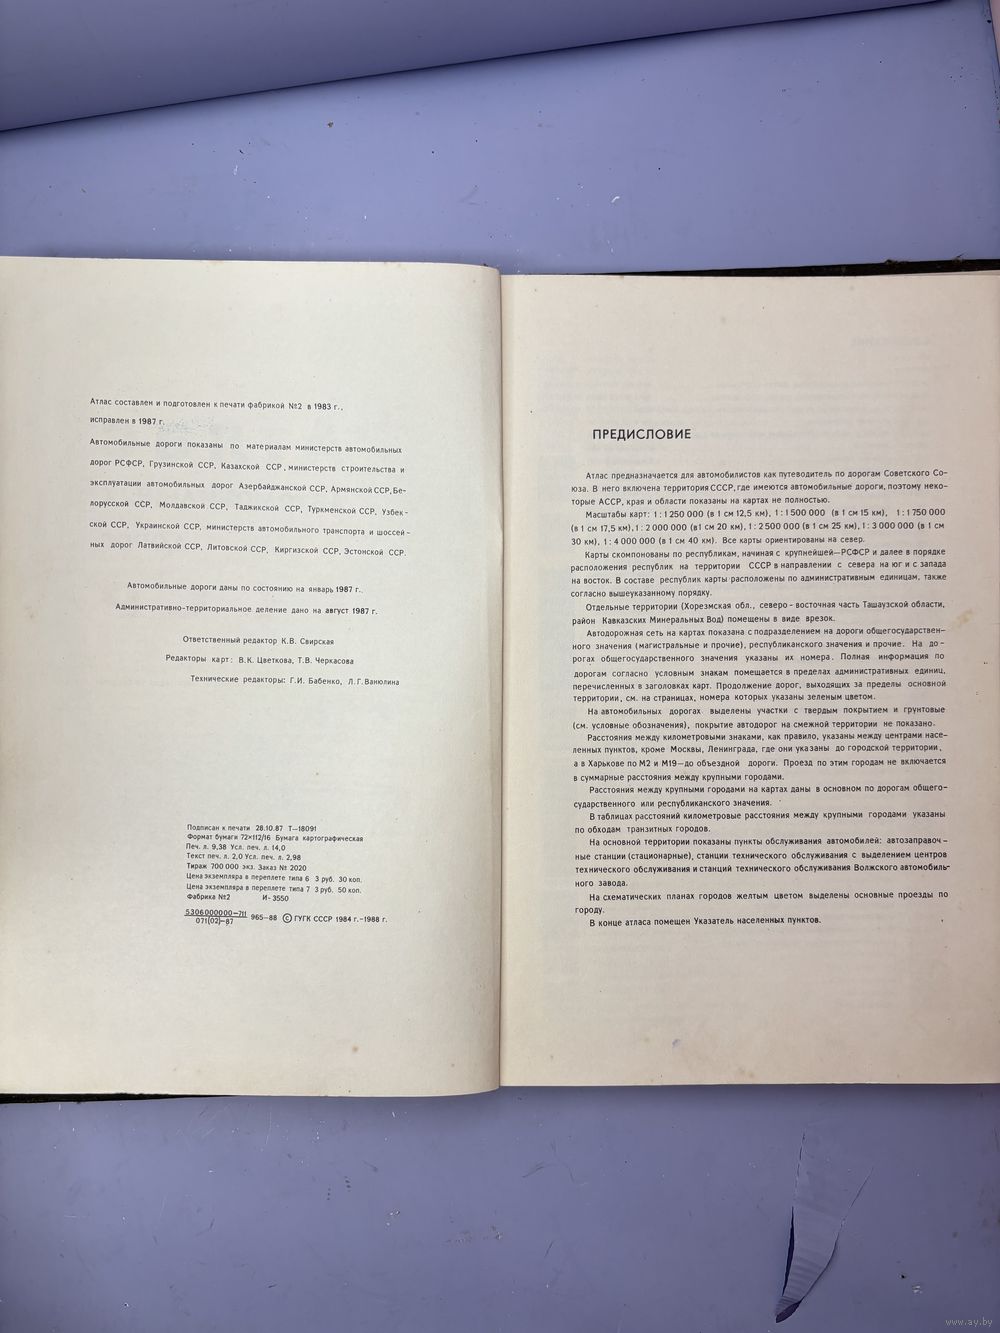 Атлас составлен и подготовлен к печати фабрикой №2 в 1983 г.,
исправлен в 1987 г.
Автомобильные дороги показаны по материалам министерств автомобильных
дорог РСФСР, Грузинской ССР, Казахской ССР, министерств строительства и
эксплуатации автомобильных дорог Азербайджанской ССР, Армянской ССР, Бе-
лорусской ССР, Молдавской ССР, Таджикской ССР, Туркменской ССР, Узбек-
ской ССР, Украинской ССР, министерств автомобильного транспорта и шоссей-
ных дорог Латвийской ССР, Литовской ССР, Киргизской ССР, Эстонской ССР.
Автомобильные дороги даны по состоянию на январь 1987 г.
Административно-территориальное деление дано на август 1987 г.
Ответственный редактор К.В. Свирская
Редакторы карт: В.К. Цветкова, Т.В. Черкасова
Технические редакторы: Г.И. Бабенко, Л.Г. Ванюлина
Подписан к печати 28.10.87 Т-18091
Формат бумаги 72×112/16 Бумага картографическая
Печ. л. 9,38 Усл. печ. л. 14,0
Текст печ. л. 2,0 Усл. печ. л. 2,98
Тираж 700 000 экз. Заказ № 2020
Цена экземпляра в переплете типа 6 3 руб. 30 коп.
Цена экземпляра в переплете типа 7 3 руб. 50 коп.
Фабрика №2 И-3550
5306000000-711
071(02)-87
965-88 © ГУГК СССР 1984 г.-1988 г.
ПРЕДИСЛОВИЕ
Атлас предназначается для автомобилистов как путеводитель по дорогам Советского Со-
юза. В него включена территория СССР, где имеются автомобильные дороги, поэтому неко-
торые АССР, края и области показаны на картах не полностью.
Масштабы карт: 1:1 250 000 (в 1 см 12,5 км), 1:1 500 000 (в 1 см 15 км), 1:1 750 000
(в 1 см 17,5 км), 1:2 000 000 (в 1 см 20 км), 1:2 500 000 (в 1 см 25 км), 1:3 000 000 (в 1 см
30 км), 1:4 000 000 (в 1 см 40 км). Все карты ориентированы на север.
Карты скомпонованы по республикам, начиная с крупнейшей—РСФСР и далее в порядке
расположения республик на территории СССР в направлении с севера на юг и с запада
на восток. В составе республик карты расположены по административным единицам, также
согласно вышеуказанному порядку.
Отдельные территории (Хорезмская обл., северо-восточная часть Ташаузской области,
район Кавказских Минеральных Вод) помещены в виде врезок.
Автодорожная сеть на картах показана с подразделением на дороги общегосударствен-
ного значения (магистральные и прочие), республиканского значения и прочие. На до-
рогах общегосударственного значения указаны их номера. Полная информация по
дорогам согласно условным знакам помещается в пределах административных единиц,
перечисленных в заголовках карт. Продолжение дорог, выходящих за пределы основной
территории, см. на страницах, номера которых указаны зеленым цветом.
На автомобильных дорогах выделены участки с твердым покрытием и грунтовые
(см. условные обозначения), покрытие автодорог на смежной территории не показано.
Расстояния между километровыми знаками, как правило, указаны между центрами насе-
ленных пунктов, кроме Москвы, Ленинграда, где они указаны до городской территории,
а в Харькове по М2 и М19—до объездной дороги. Проезд по этим городам не включается
в суммарные расстояния между крупными городами.
Расстояния между крупными городами на картах даны в основном по дорогам общего-
сударственного или республиканского значения.
В таблицах расстояний километровые расстояния между крупными городами указаны
по обходам транзитных городов.
На основной территории показаны пункты обслуживания автомобилей: автозаправоч-
ные станции (стационарные), станции технического обслуживания с выделением центров
технического обслуживания и станций технического обслуживания Волжского автомобиль-
ного завода.
На схематических планах городов желтым цветом выделены основные проезды по
городу.
В конце атласа помещен Указатель населенных пунктов.
www.ay.by